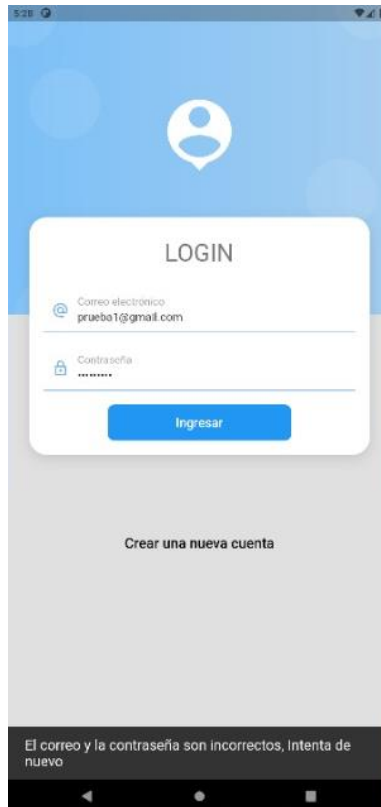 5:28
LOGIN
Correo electrónico
prueba1@gmail.com
Contraseña
•••••••••
Ingresar
Crear una nueva cuenta
El correo y la contraseña son incorrectos, Intenta de
nuevo